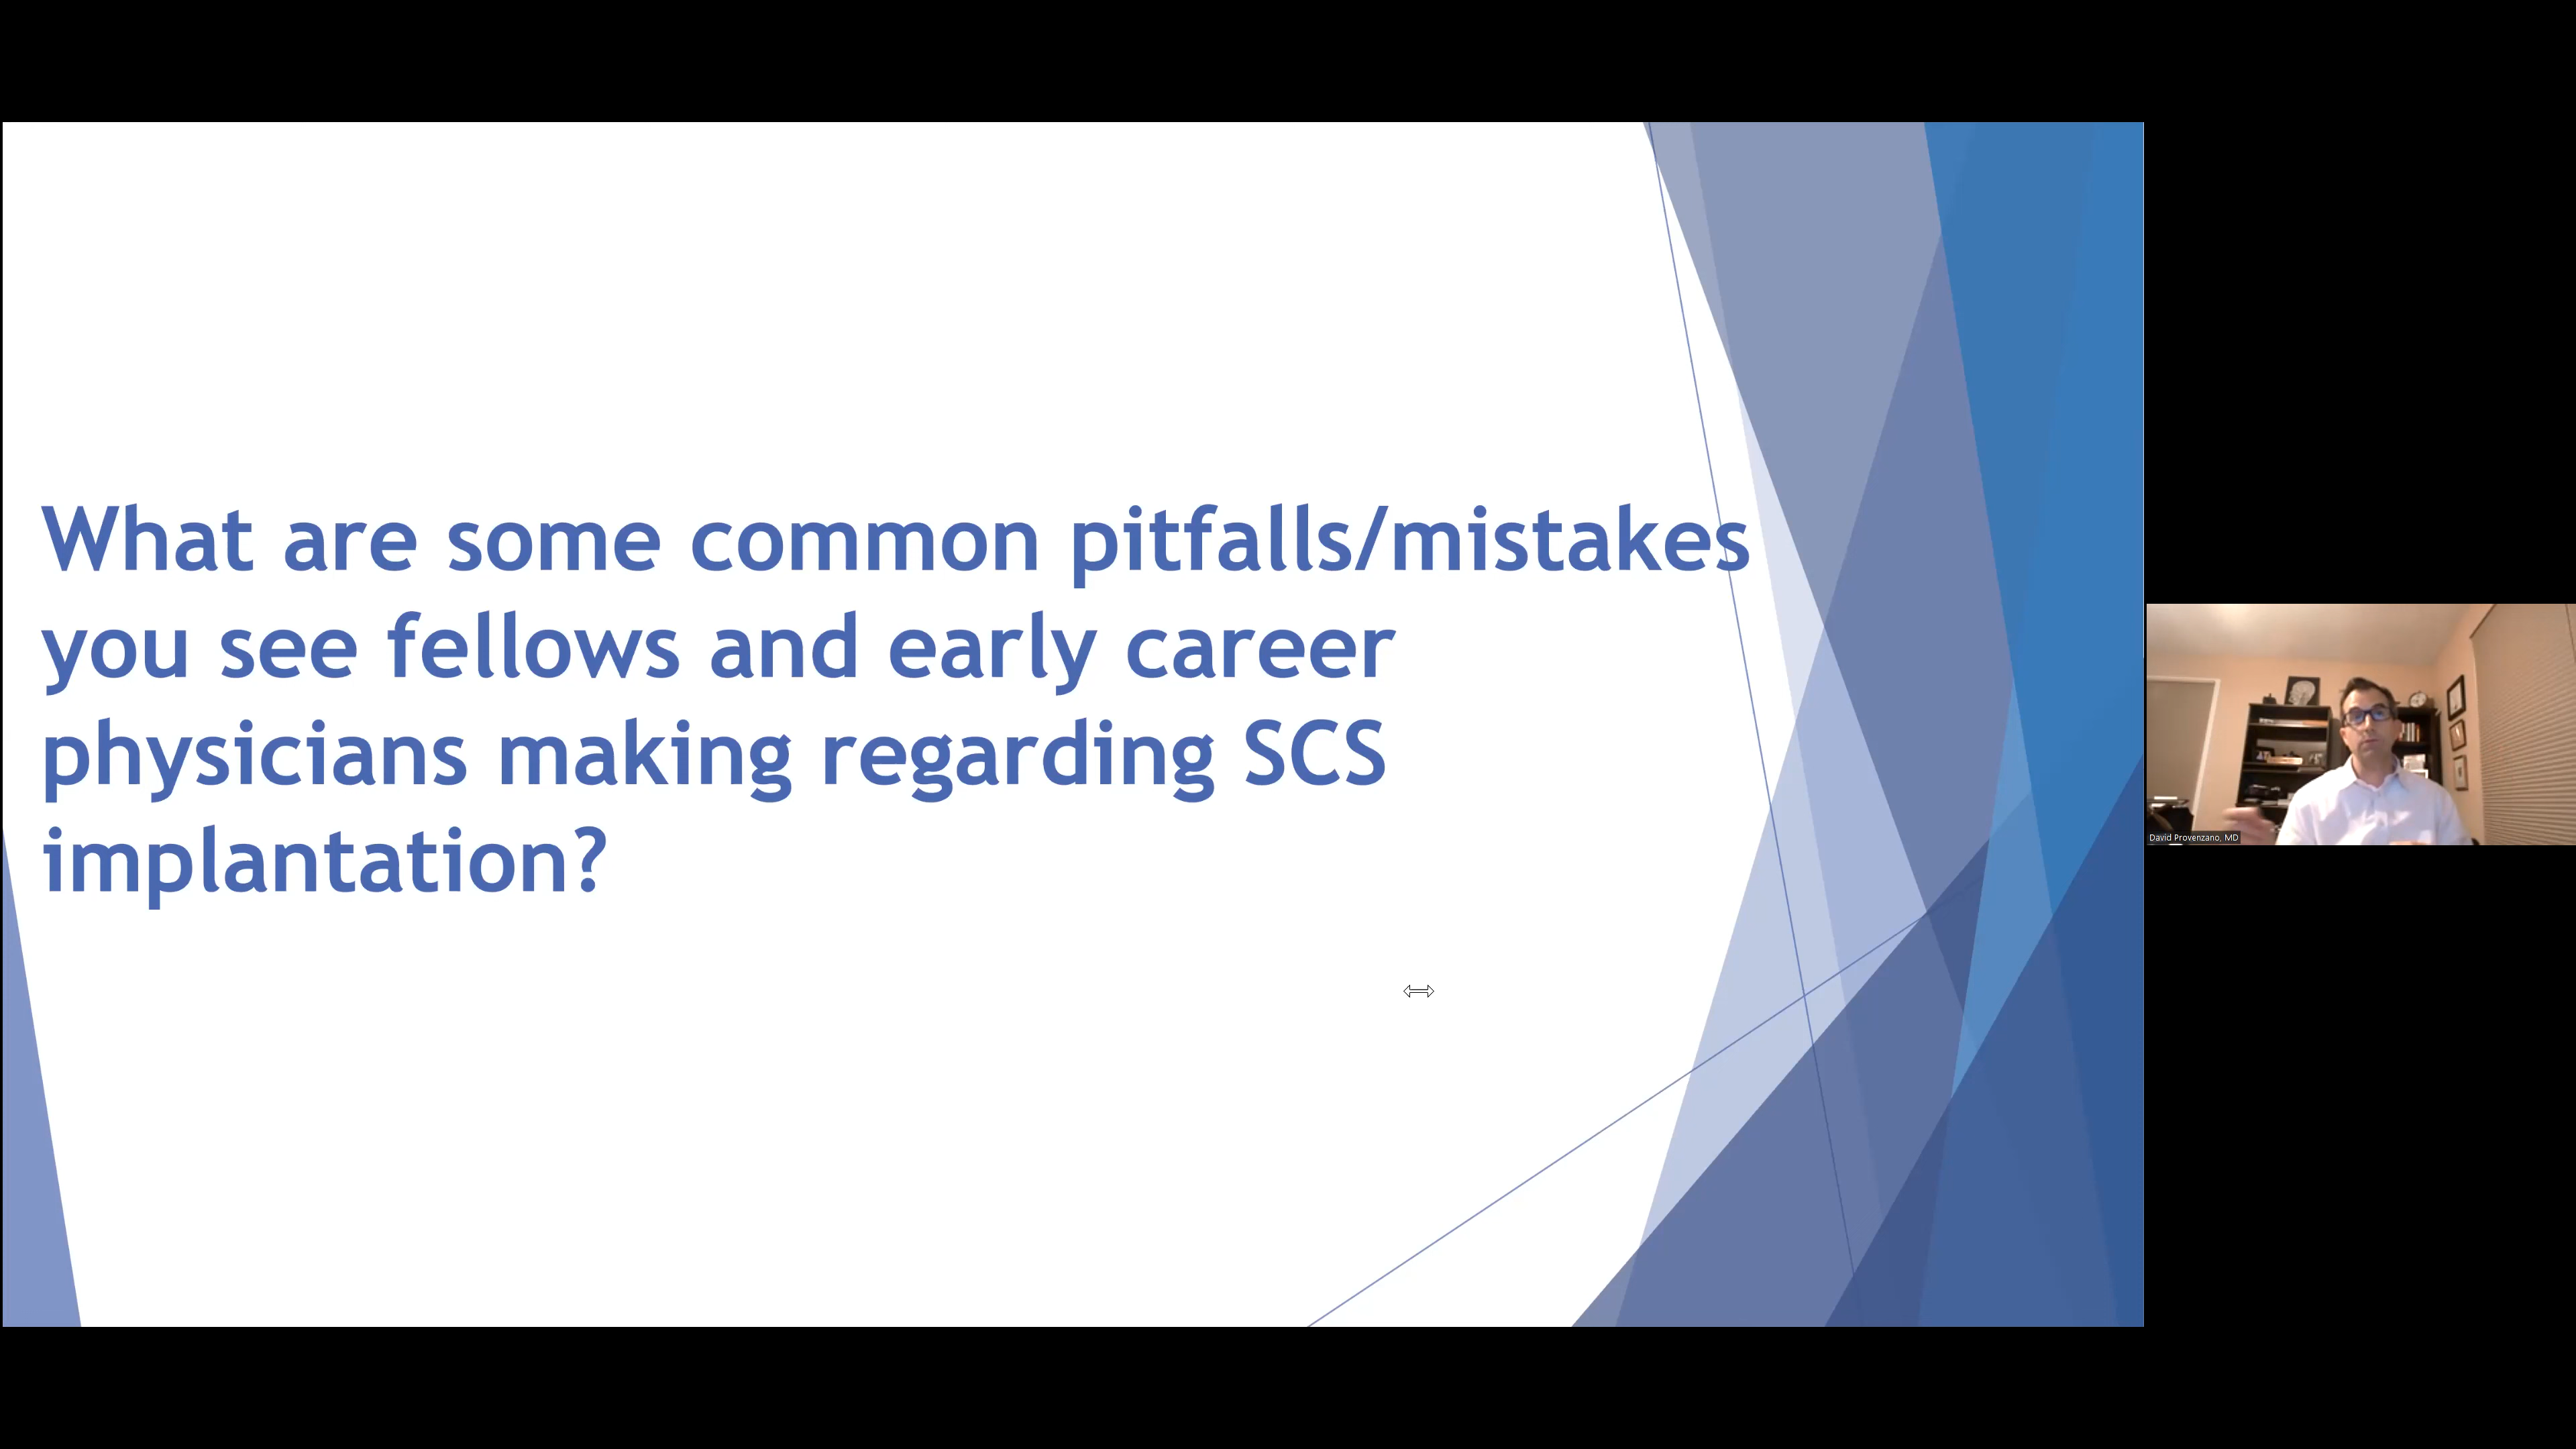 What are some common pitfalls/mistakes
you see fellows and early career
physicians making regarding SCS
implantation?
David Provenzano, MD